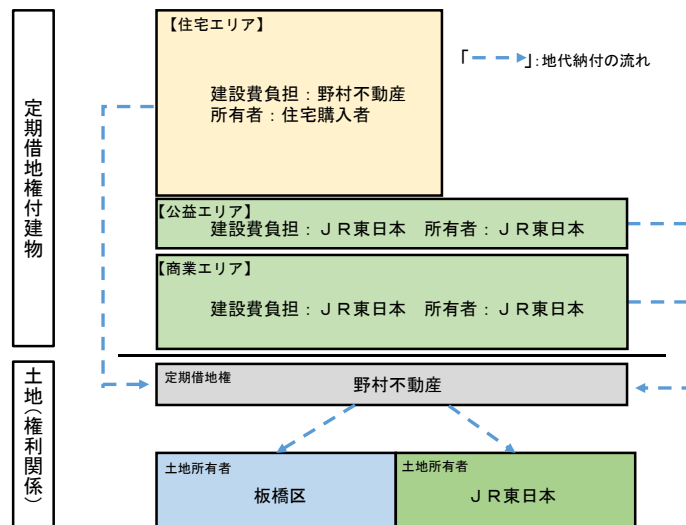 【住宅エリア】
「 」:地代納付の流れ
建設費負担：野村不動産
所有者：住宅購入者
定期借地権付建物
【公益エリア】
建設費負担：ＪＲ東日本　所有者：ＪＲ東日本
【商業エリア】
建設費負担：ＪＲ東日本　所有者：ＪＲ東日本
土地（権利関係）
定期借地権
野村不動産
土地所有者
板橋区
土地所有者
ＪＲ東日本